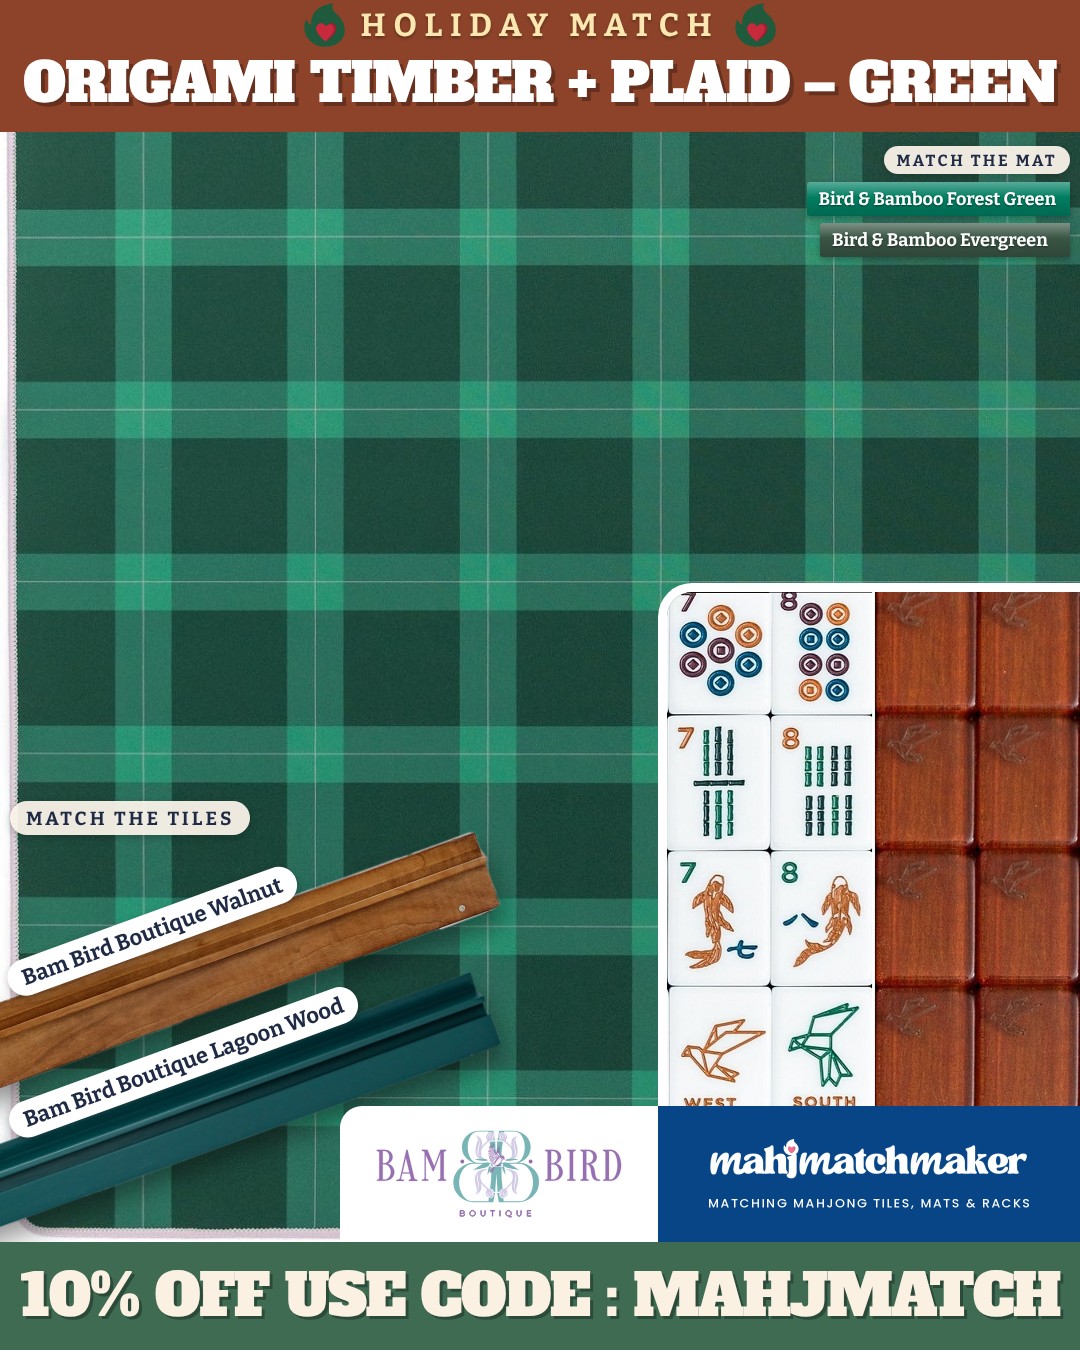 HOLIDAY MATCH
ORIGAMI TIMBER + PLAID – GREEN
MATCH THE MAT
Bird & Bamboo Forest Green
Bird & Bamboo Evergreen
7 8
7 8
7 8
七 八
WEST SOUTH
MATCH THE TILES
Bam Bird Boutique Walnut
Bam Bird Boutique Lagoon Wood
BAM BIRD
BOUTIQUE
mahjmatchmaker
MATCHING MAHJONG TILES, MATS & RACKS
10% OFF USE CODE : MAHJMATCH